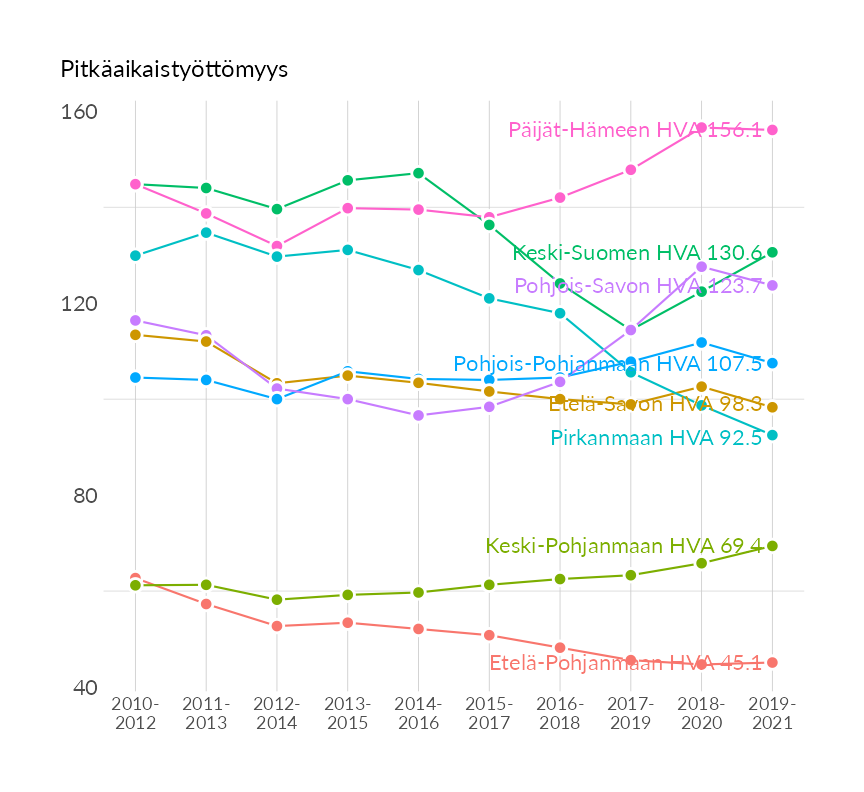 Pitkäaikaistyöttömyys
160
Päijät-Hämeen HVA 156.1
Keski-Suomen HVA 130.6
Pohjois-Savon HVA 123.7
120
Pohjois-Pohjanmaan HVA 107.5
Etelä-Savon HVA 98.3
Pirkanmaan HVA 92.5
80
Keski-Pohjanmaan HVA 69.4
Etelä-Pohjanmaan HVA 45.1
40
2010- 2011- 2012- 2013- 2014- 2015- 2016- 2017- 2018- 2019-
2012 2013 2014 2015 2016 2017 2018 2019 2020 2021